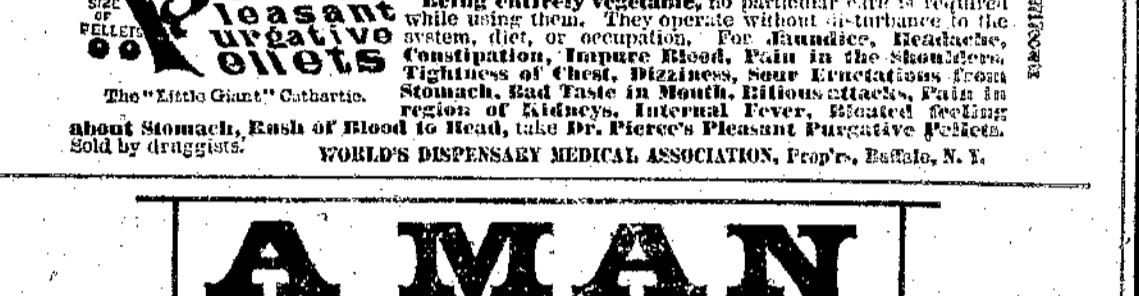 SIZE
OF
PELLETS
Pleasant
Purgative
Pellets
The "Little Giant" Cathartic.
Being entirely vegetable, no particular care is required
while using them. They operate without disturbance to the
system, diet, or occupation. For Jaundice, Headache,
Constipation, Impure Blood, Pain in the Shoulders,
Tightness of Chest, Dizziness, Sour Eructations from
Stomach, Bad Taste in Mouth, Bilious attacks, Pain in
region of Kidneys, Internal Fever, Bloated feeling
about Stomach, Rush of Blood to Head, take Dr. Pierce's Pleasant Purgative Pellets.
Sold by druggists.
WORLD'S DISPENSARY MEDICAL ASSOCIATION, Prop'rs, Buffalo, N. Y.
A MAN